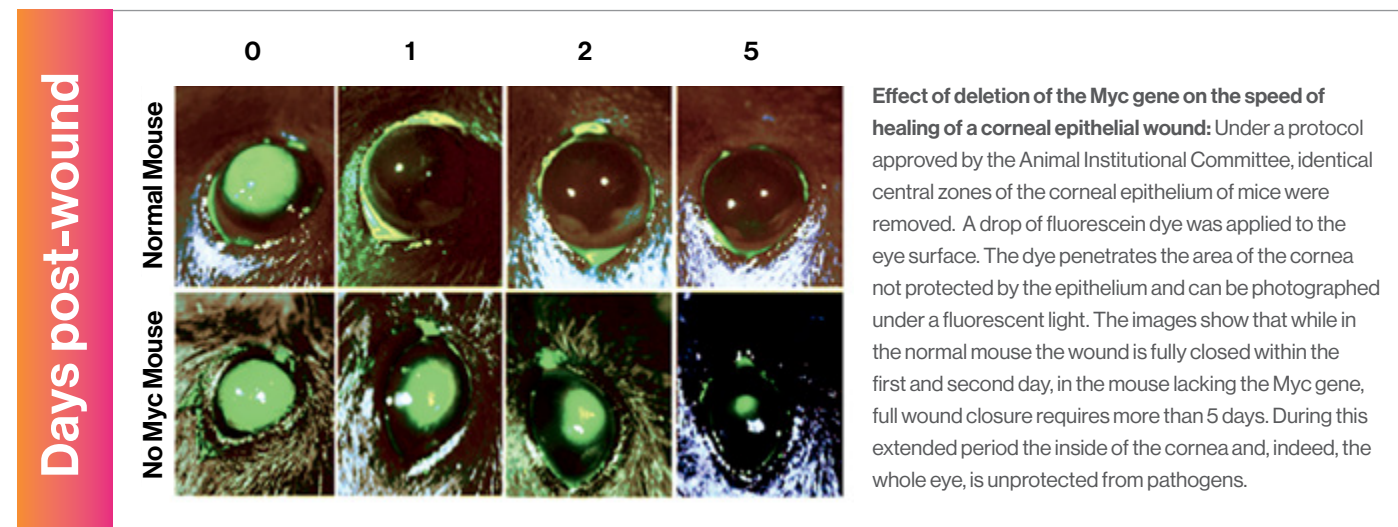 Days post-wound
0 1 2 5
Normal Mouse
No Myc Mouse
Effect of deletion of the Myc gene on the speed of
healing of a corneal epithelial wound: Under a protocol
approved by the Animal Institutional Committee, identical
central zones of the corneal epithelium of mice were
removed. A drop of fluorescein dye was applied to the
eye surface. The dye penetrates the area of the cornea
not protected by the epithelium and can be photographed
under a fluorescent light. The images show that while in
the normal mouse the wound is fully closed within the
first and second day, in the mouse lacking the Myc gene,
full wound closure requires more than 5 days. During this
extended period the inside of the cornea and, indeed, the
whole eye, is unprotected from pathogens.